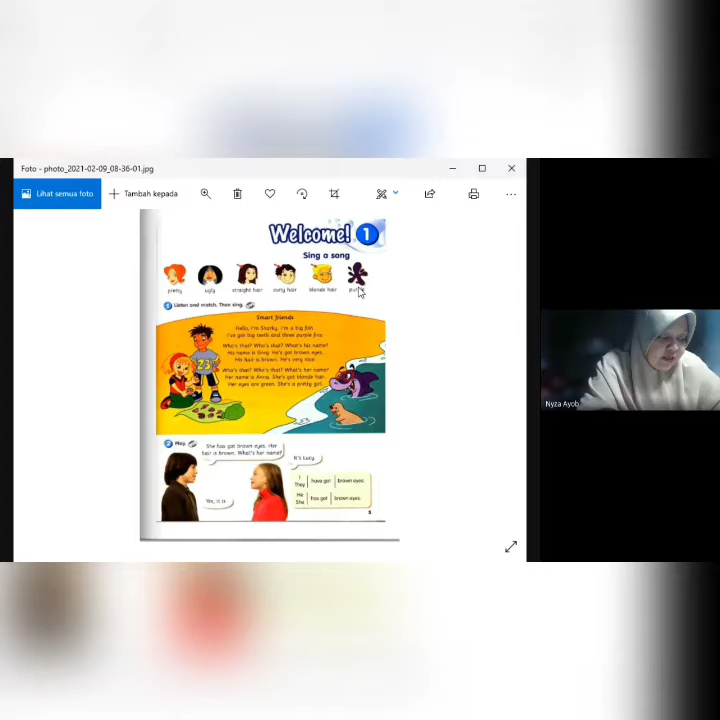 Foto - photo_2021-02-09_08-36-01.jpg
Lihat semua foto
Tambah kepada
Welcome! 1
Sing a song
pretty ugly straight hair curly hair blonde hair
1 Listen and match. Then sing.
Smart friends
Hello, I'm Sharky, I'm a big fish.
I've got big teeth and three purple fins.
Who's that? Who's that? What's his name?
His name is Greg. He's got brown eyes.
His hair is brown. He's very nice.
Who's that? Who's that? What's her name?
Her name is Anna. She's got blonde hair.
Her eyes are green. She's a pretty girl.
23
2 Play.
She has got brown eyes. Her
hair is brown. What's her name?
It's Lucy.
Yes, it is.
I
They
have got
brown eyes.
He
She
has got
brown eyes.
5
Nyza Ayob